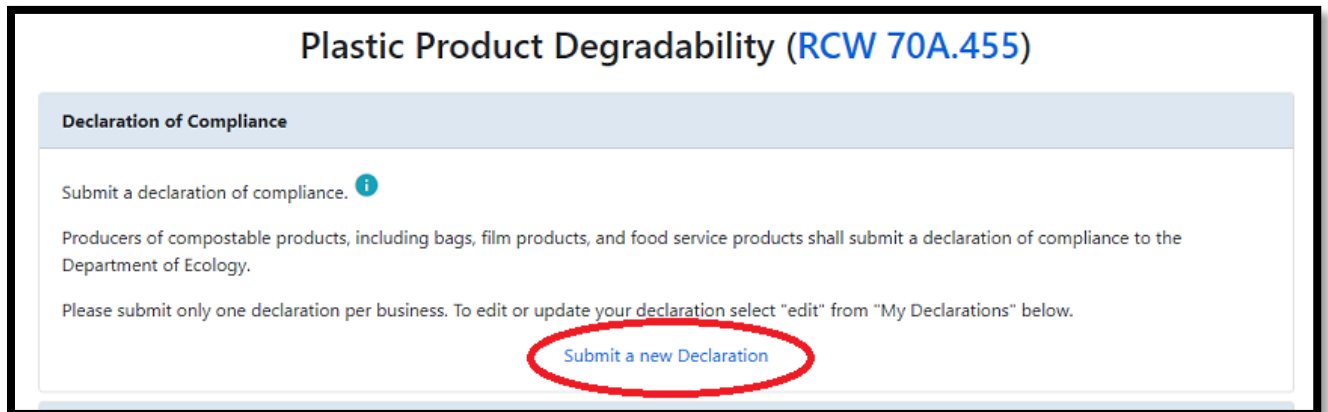 Plastic Product Degradability (RCW 70A.455)
Declaration of Compliance
Submit a declaration of compliance.
Producers of compostable products, including bags, film products, and food service products shall submit a declaration of compliance to the
Department of Ecology.
Please submit only one declaration per business. To edit or update your declaration select "edit" from "My Declarations" below.
Submit a new Declaration